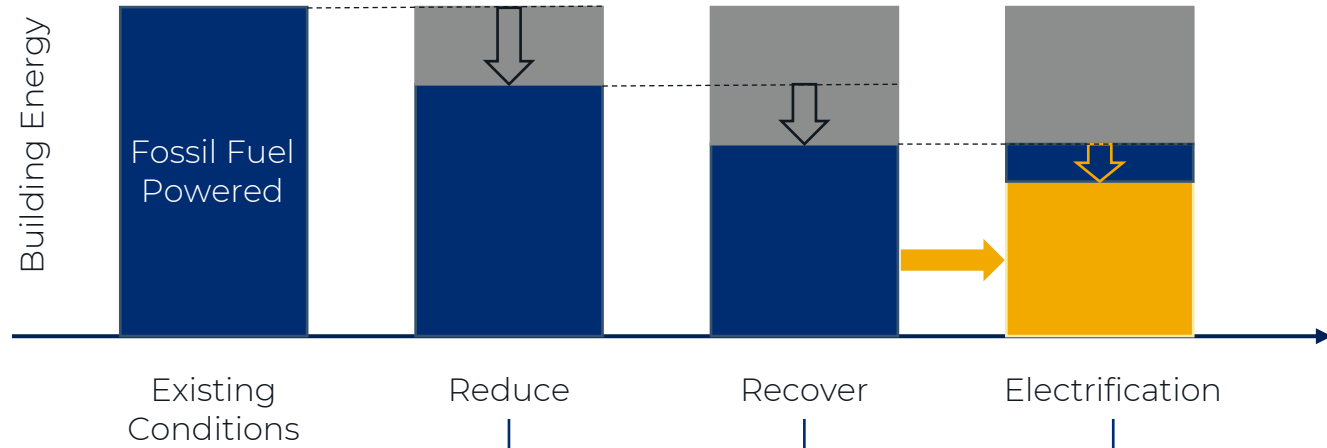 Building Energy
Fossil Fuel
Powered
Existing
Conditions
Reduce
Recover
Electrification